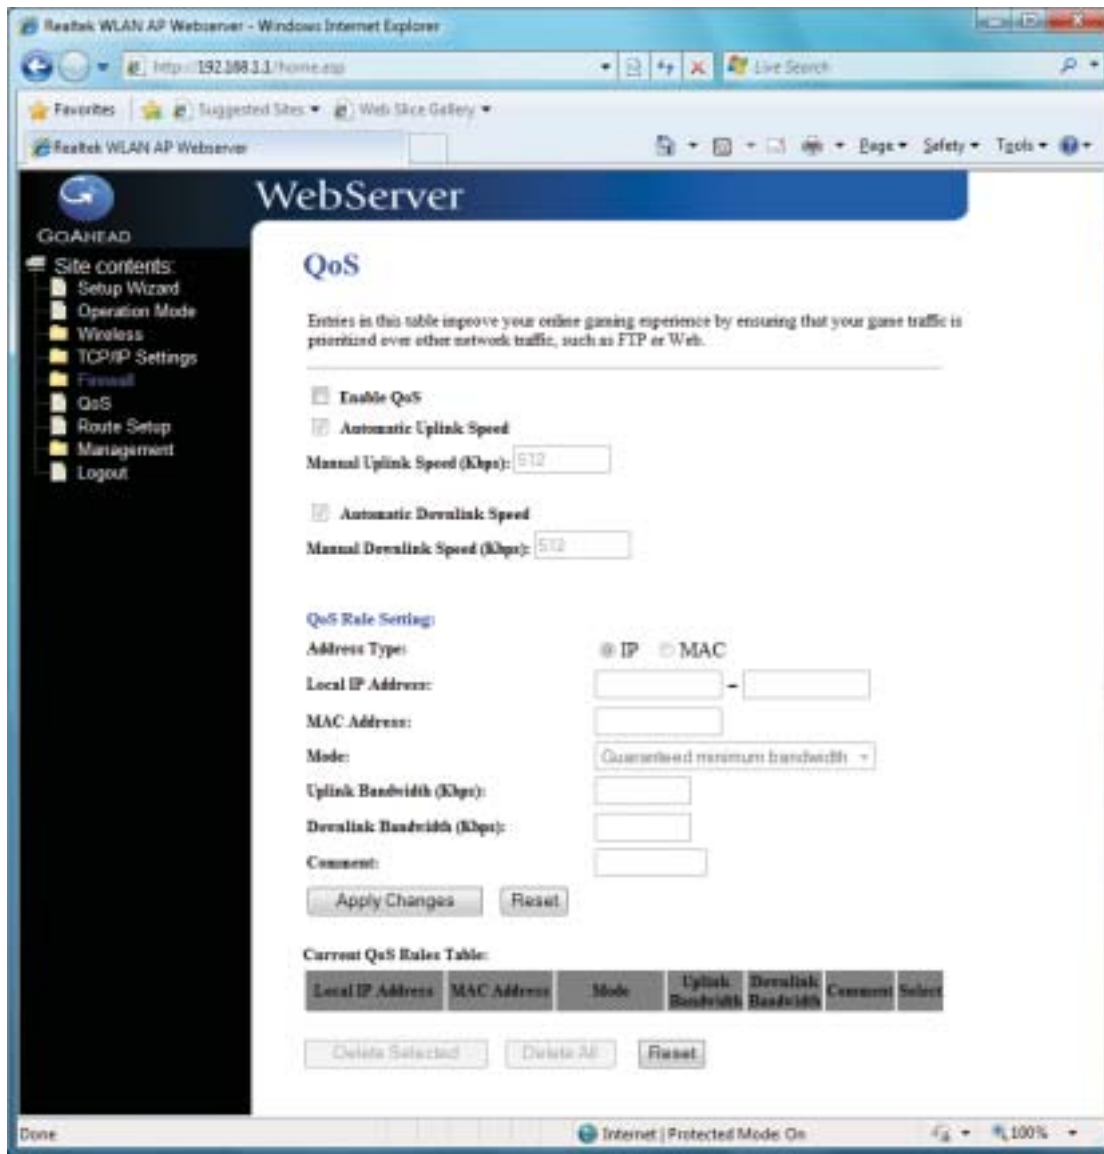 Realtek WLAN AP Webserver - Windows Internet Explorer
http://192.168.1.1/home.asp
Live Search
Favorites Suggested Sites Web Slice Gallery
Realtek WLAN AP Webserver
Page Safety Tools
WebServer
GOAHEAD
Site contents:
Setup Wizard
Operation Mode
Wireless
TCP/IP Settings
Firewall
QoS
Route Setup
Management
Logout
QoS
Entries in this table improve your online gaming experience by ensuring that your game traffic is
prioritized over other network traffic, such as FTP or Web.
Enable QoS
Automatic Uplink Speed
Manual Uplink Speed (Kbps): 512
Automatic Downlink Speed
Manual Downlink Speed (Kbps): 512
QoS Rule Setting:
Address Type: IP MAC
Local IP Address: -
MAC Address:
Mode: Guaranteed minimum bandwidth
Uplink Bandwidth (Kbps):
Downlink Bandwidth (Kbps):
Comment:
Apply Changes Reset
Current QoS Rules Table:
Local IP Address MAC Address Mode Uplink Bandwidth Downlink Bandwidth Comment Select
Delete Selected Delete All Reset
Done Internet | Protected Mode: On 100%